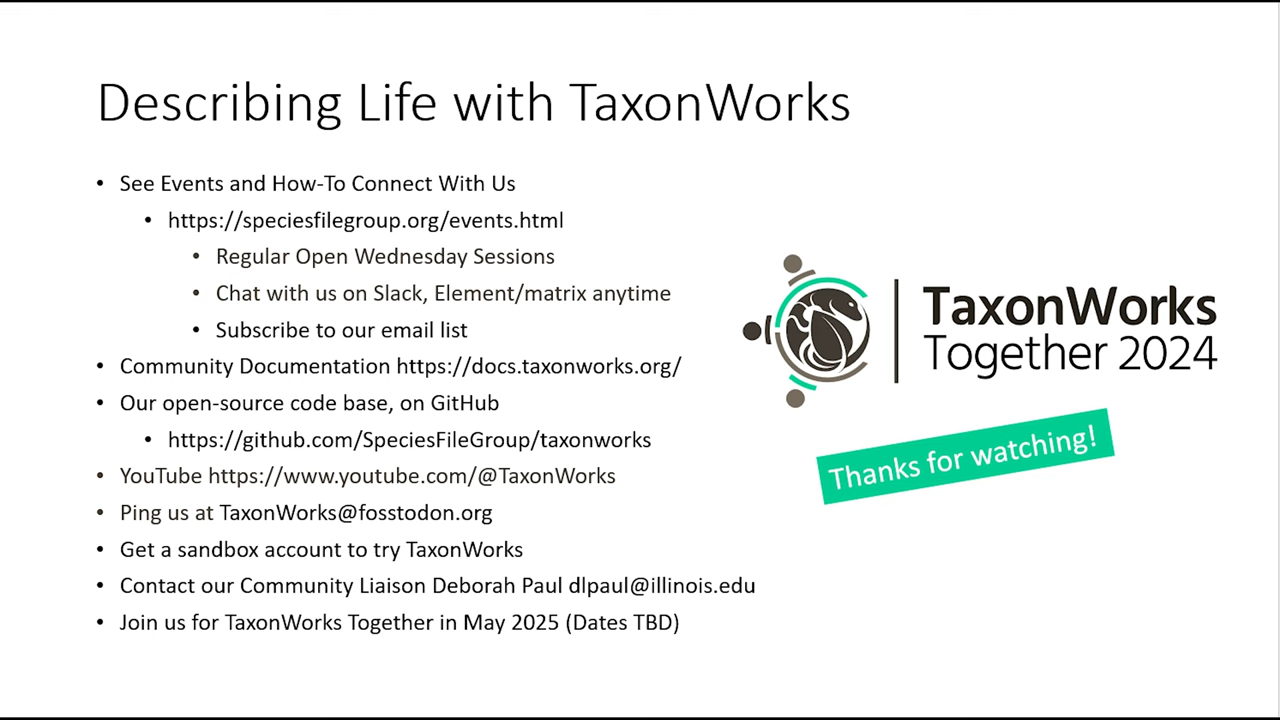 Describing Life with TaxonWorks
• See Events and How-To Connect With Us
• https://speciesfilegroup.org/events.html
• Regular Open Wednesday Sessions
• Chat with us on Slack, Element/matrix anytime
• Subscribe to our email list
• Community Documentation https://docs.taxonworks.org/
• Our open-source code base, on GitHub
• https://github.com/SpeciesFileGroup/taxonworks
• YouTube https://www.youtube.com/@TaxonWorks
• Ping us at TaxonWorks@fosstodon.org
• Get a sandbox account to try TaxonWorks
• Contact our Community Liaison Deborah Paul dlpaul@illinois.edu
• Join us for TaxonWorks Together in May 2025 (Dates TBD)
TaxonWorks
Together 2024
Thanks for watching!